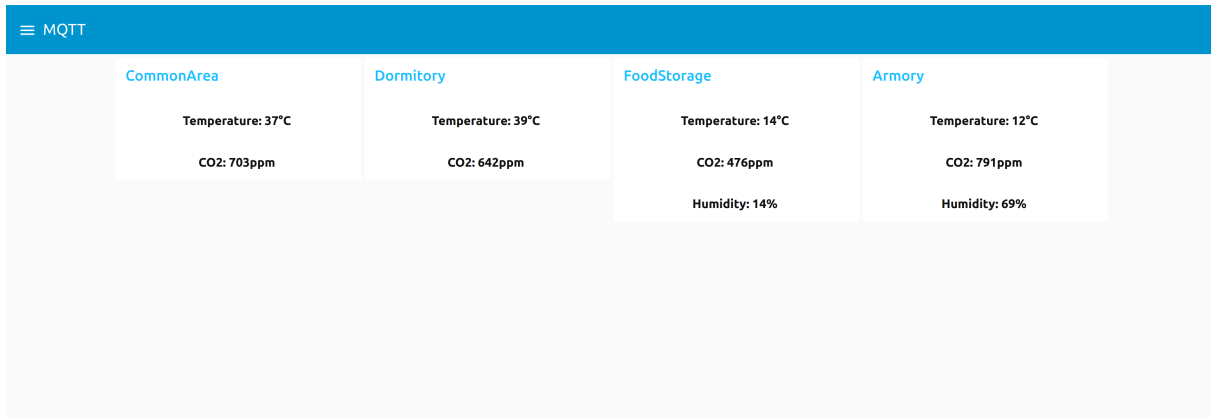 MQTT
CommonArea
Temperature: 37°C
CO2: 703ppm
Dormitory
Temperature: 39°C
CO2: 642ppm
FoodStorage
Temperature: 14°C
CO2: 476ppm
Humidity: 14%
Armory
Temperature: 12°C
CO2: 791ppm
Humidity: 69%